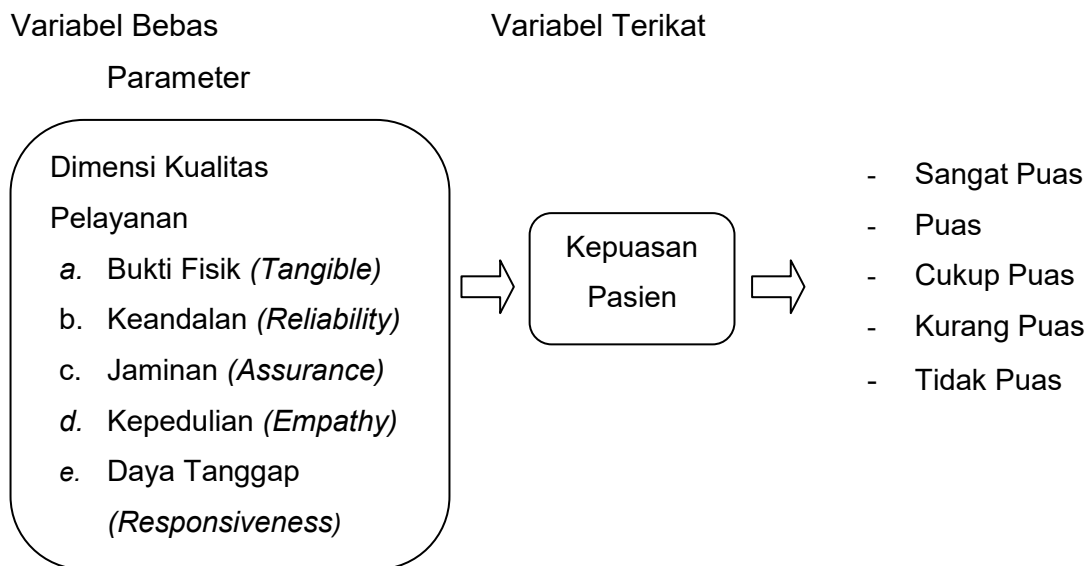 Variabel Bebas Variabel Terikat
Parameter
Dimensi Kualitas
Pelayanan
a. Bukti Fisik (Tangible)
b. Keandalan (Reliability)
c. Jaminan (Assurance)
d. Kepedulian (Empathy)
e. Daya Tanggap
(Responsiveness)
Kepuasan
Pasien
- Sangat Puas
- Puas
- Cukup Puas
- Kurang Puas
- Tidak Puas